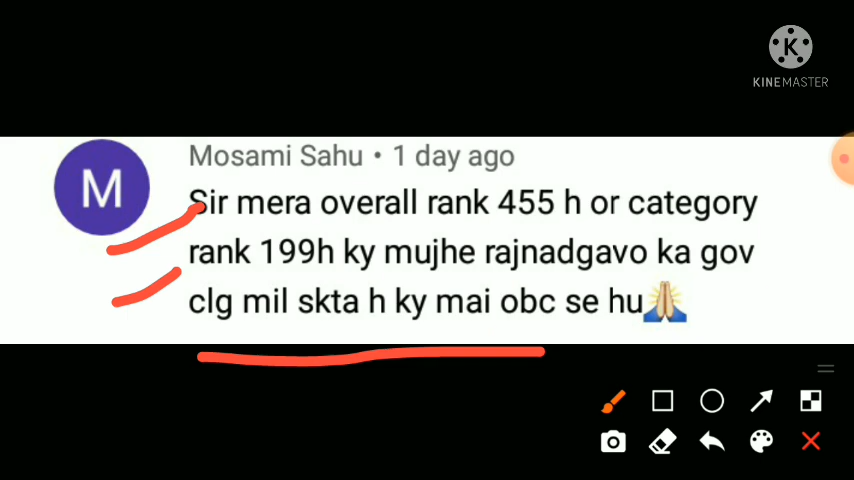 K
KINEMASTER
M
Mosami Sahu • 1 day ago
Sir mera overall rank 455 h or category
rank 199h ky mujhe rajnadgavo ka gov
clg mil skta h ky mai obc se hu🙏